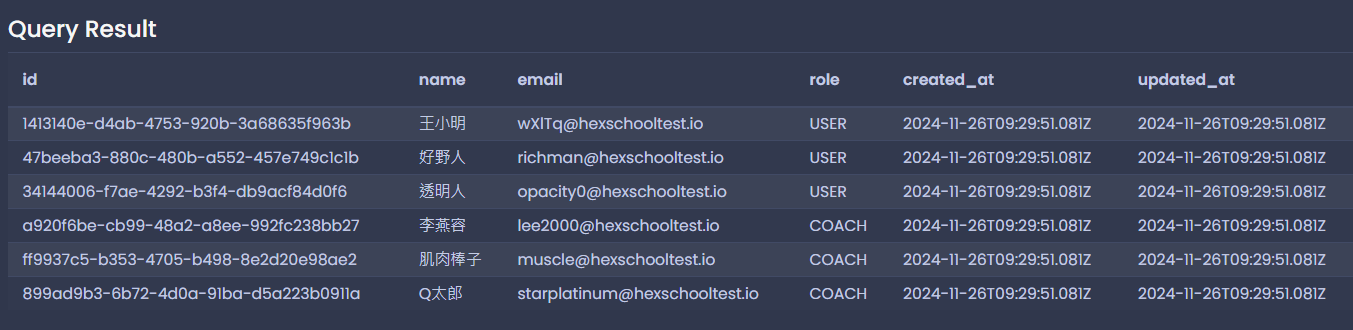 Query Result
id name email role created_at updated_at
1413140e-d4ab-4753-920b-3a68635f963b 王小明 wXlTq@hexschooltest.io USER 2024-11-26T09:29:51.081Z 2024-11-26T09:29:51.081Z
47beeba3-880c-480b-a552-457e749c1c1b 好野人 richman@hexschooltest.io USER 2024-11-26T09:29:51.081Z 2024-11-26T09:29:51.081Z
34144006-f7ae-4292-b3f4-db9acf84d0f6 透明人 opacity0@hexschooltest.io USER 2024-11-26T09:29:51.081Z 2024-11-26T09:29:51.081Z
a920f6be-cb99-48a2-a8ee-992fc238bb27 李燕容 lee2000@hexschooltest.io COACH 2024-11-26T09:29:51.081Z 2024-11-26T09:29:51.081Z
ff9937c5-b353-4705-b498-8e2d20e98ae2 肌肉棒子 muscle@hexschooltest.io COACH 2024-11-26T09:29:51.081Z 2024-11-26T09:29:51.081Z
899ad9b3-6b72-4d0a-91ba-d5a223b0911a Q太郎 starplatinum@hexschooltest.io COACH 2024-11-26T09:29:51.081Z 2024-11-26T09:29:51.081Z